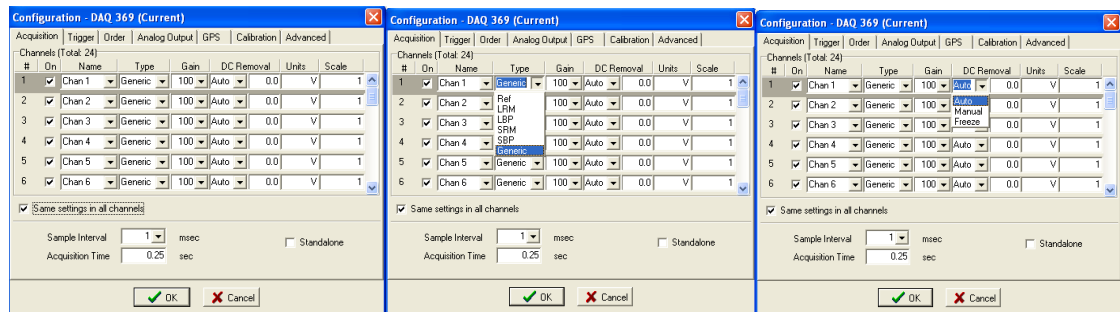 Configuration - DAQ 369 (Current)
Acquisition Trigger Order Analog Output GPS Calibration Advanced
Channels (Total: 24)
# On Name Type Gain DC Removal Units Scale
1 Chan 1 Generic 100 Auto 0.0 V 1
2 Chan 2 Generic 100 Auto 0.0 V 1
3 Chan 3 Generic 100 Auto 0.0 V 1
4 Chan 4 Generic 100 Auto 0.0 V 1
5 Chan 5 Generic 100 Auto 0.0 V 1
6 Chan 6 Generic 100 Auto 0.0 V 1
Same settings in all channels
Sample Interval 1 msec
Standalone
Acquisition Time 0.25 sec
OK Cancel
Configuration - DAQ 369 (Current)
Acquisition Trigger Order Analog Output GPS Calibration Advanced
Channels (Total: 24)
# On Name Type Gain DC Removal Units Scale
1 Chan 1 Generic 100 Auto 0.0 V 1
Ref
LRM
LBP
SRM
SBP
Generic
2 Chan 2 100 Auto 0.0 V 1
3 Chan 3 100 Auto 0.0 V 1
4 Chan 4 100 Auto 0.0 V 1
5 Chan 5 Generic 100 Auto 0.0 V 1
6 Chan 6 Generic 100 Auto 0.0 V 1
Same settings in all channels
Sample Interval 1 msec
Standalone
Acquisition Time 0.25 sec
OK Cancel
Configuration - DAQ 369 (Current)
Acquisition Trigger Order Analog Output GPS Calibration Advanced
Channels (Total: 24)
# On Name Type Gain DC Removal Units Scale
1 Chan 1 Generic 100 Auto 0.0 V 1
Auto
Manual
Freeze
2 Chan 2 Generic 100 0.0 V 1
3 Chan 3 Generic 100 0.0 V 1
4 Chan 4 Generic 100 Auto 0.0 V 1
5 Chan 5 Generic 100 Auto 0.0 V 1
6 Chan 6 Generic 100 Auto 0.0 V 1
Same settings in all channels
Sample Interval 1 msec
Standalone
Acquisition Time 0.25 sec
OK Cancel